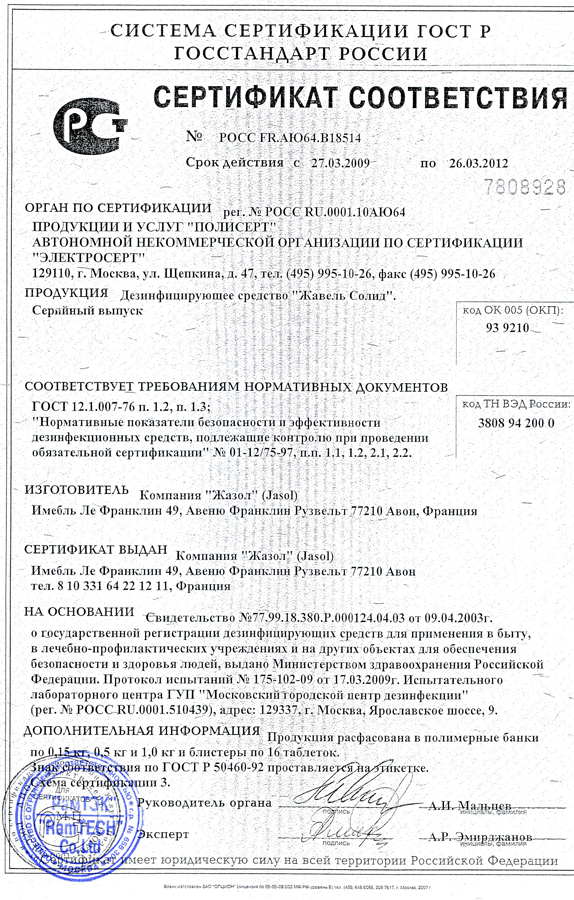 СИСТЕМА СЕРТИФИКАЦИИ ГОСТ Р
ГОССТАНДАРТ РОССИИ
РСТ
СЕРТИФИКАТ СООТВЕТСТВИЯ
№ РОСС FR.АЮ64.В18514
Срок действия с 27.03.2009 по 26.03.2012
7808928
ОРГАН ПО СЕРТИФИКАЦИИ рег. № РОСС RU.0001.10АЮ64
ПРОДУКЦИИ И УСЛУГ "ПОЛИСЕРТ"
АВТОНОМНОЙ НЕКОММЕРЧЕСКОЙ ОРГАНИЗАЦИИ ПО СЕРТИФИКАЦИИ
"ЭЛЕКТРОСЕРТ"
129110, г. Москва, ул. Щепкина, д. 47, тел. (495) 995-10-26, факс (495) 995-10-26
ПРОДУКЦИЯ Дезинфицирующее средство "Жавель Солид".
Серийный выпуск
код ОК 005 (ОКП):
93 9210
СООТВЕТСТВУЕТ ТРЕБОВАНИЯМ НОРМАТИВНЫХ ДОКУМЕНТОВ
ГОСТ 12.1.007-76 п. 1.2, п. 1.3;
"Нормативные показатели безопасности и эффективности
дезинфекционных средств, подлежащие контролю при проведении
обязательной сертификации" № 01-12/75-97, п.п. 1.1, 1.2, 2.1, 2.2.
код ТН ВЭД России:
3808 94 200 0
ИЗГОТОВИТЕЛЬ Компания "Жазол" (Jasol)
Имебль Ле Франклин 49, Авеню Франклин Рузвельт 77210 Авон, Франция
СЕРТИФИКАТ ВЫДАН Компания "Жазол" (Jasol)
Имебль Ле Франклин 49, Авеню Франклин Рузвельт 77210 Авон
тел. 8 10 331 64 22 12 11, Франция
НА ОСНОВАНИИ Свидетельство №77.99.18.380.Р.000124.04.03 от 09.04.2003г.
о государственной регистрации дезинфицирующих средств для применения в быту,
в лечебно-профилактических учреждениях и на других объектах для обеспечения
безопасности и здоровья людей, выдано Министерством здравоохранения Российской
Федерации. Протокол испытаний № 175-102-09 от 17.03.2009г. Испытательного
лабораторного центра ГУП "Московский городской центр дезинфекции"
(рег. № РОСС RU.0001.510439), адрес: 129337, г. Москва, Ярославское шоссе, 9.
ДОПОЛНИТЕЛЬНАЯ ИНФОРМАЦИЯ Продукция расфасована в полимерные банки
по 0,15 кг, 0,5 кг и 1,0 кг и блистеры по 16 таблеток.
Знак соответствия по ГОСТ Р 50460-92 проставляется на этикетке.
Схема сертификации 3.
"РамТЭК"
RamTECH
Co.Ltd
М.П.
Руководитель органа А.И. Мальцев
подпись инициалы, фамилия
Эксперт А.Р. Эмирджанов
подпись инициалы, фамилия
Сертификат имеет юридическую силу на всей территории Российской Федерации